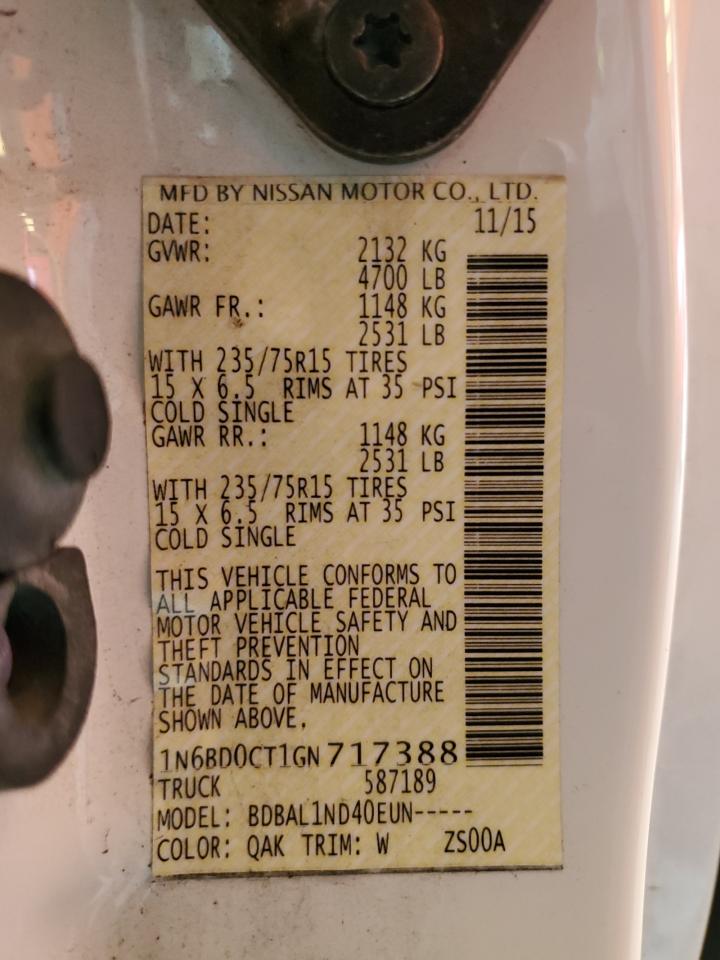 MFD BY NISSAN MOTOR CO., LTD.
DATE: 11/15
GVWR: 2132 KG
4700 LB
GAWR FR.: 1148 KG
2531 LB
WITH 235/75R15 TIRES
15 X 6.5 RIMS AT 35 PSI
COLD SINGLE
GAWR RR.: 1148 KG
2531 LB
WITH 235/75R15 TIRES
15 X 6.5 RIMS AT 35 PSI
COLD SINGLE
THIS VEHICLE CONFORMS TO
ALL APPLICABLE FEDERAL
MOTOR VEHICLE SAFETY AND
THEFT PREVENTION
STANDARDS IN EFFECT ON
THE DATE OF MANUFACTURE
SHOWN ABOVE.
1N6BD0CT1GN717388
TRUCK 587189
MODEL: BDBAL1ND40EUN-----
COLOR: QAK TRIM: W ZS00A